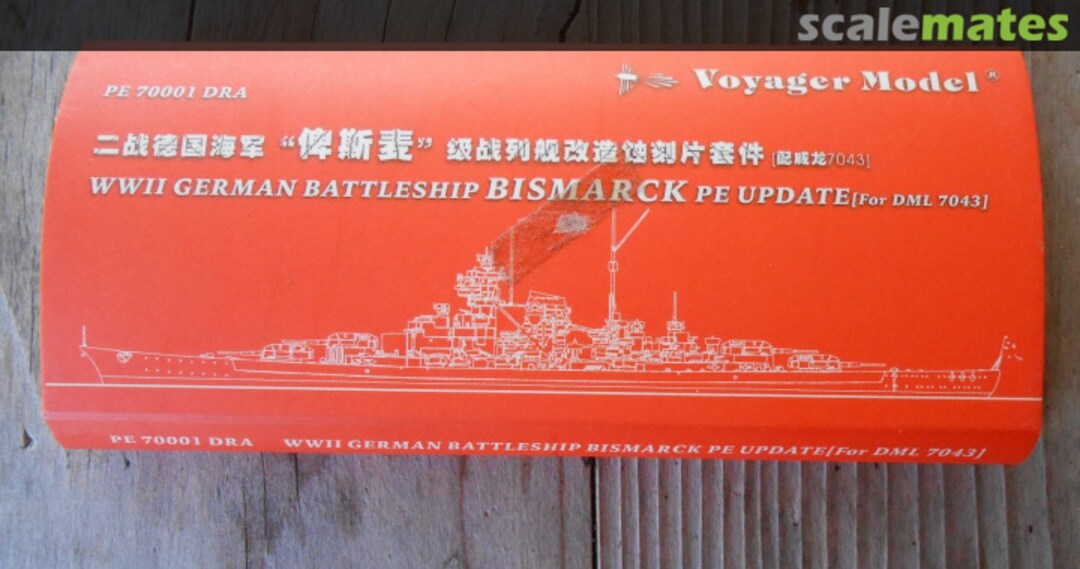 scalemates
Voyager Model®
PE 70001 DRA
二战德国海军“俾斯麦”级战列舰改造蚀刻片套件[配威龙7043]
WWII GERMAN BATTLESHIP BISMARCK PE UPDATE[For DML 7043]
PE 70001 DRA WWII GERMAN BATTLESHIP BISMARCK PE UPDATE[For DML 7043]